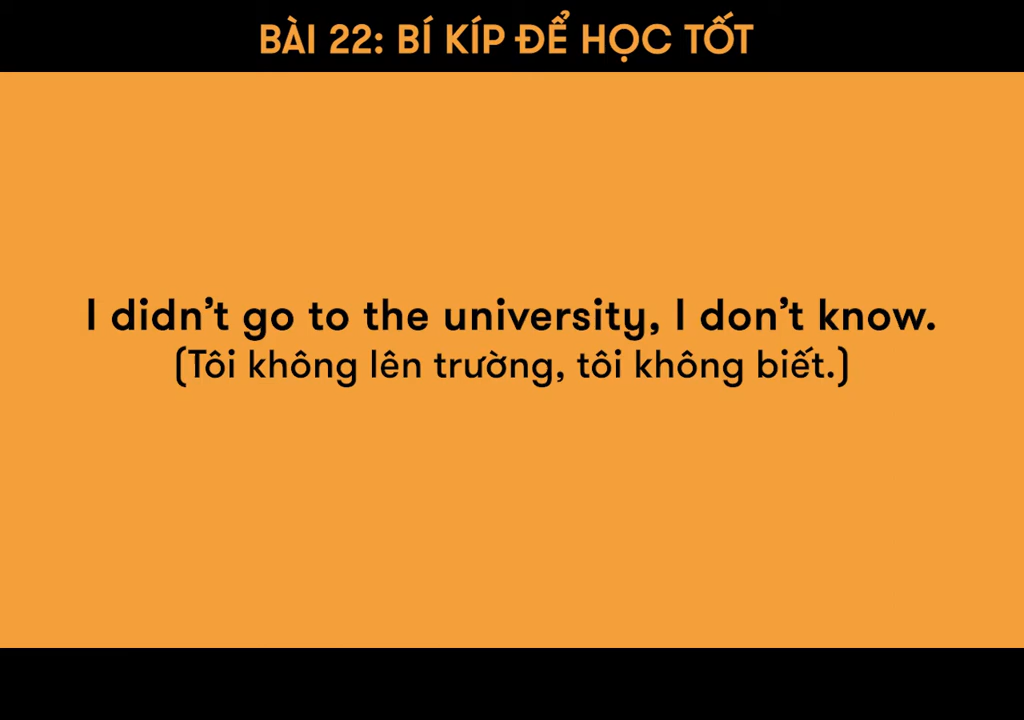 BÀI 22: BÍ KÍP ĐỂ HỌC TỐT
I didn’t go to the university, I don’t know.
(Tôi không lên trường, tôi không biết.)